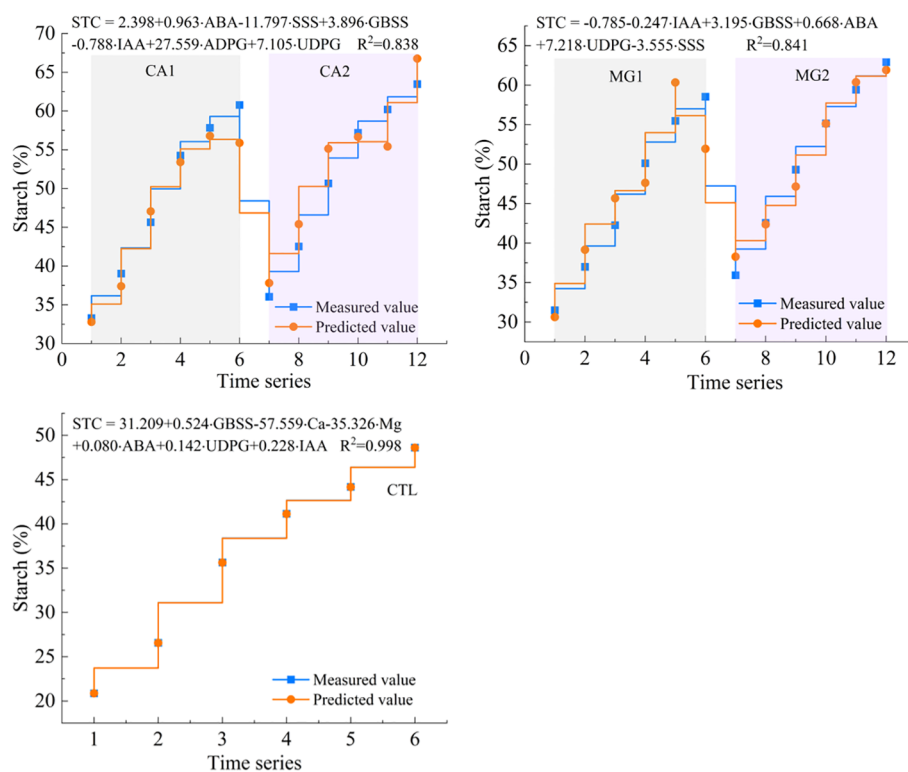 STC = 2.398+0.963·ABA-11.797·SSS+3.896·GBSS
-0.788·IAA+27.559·ADPG+7.105·UDPG R²=0.838
CA1
CA2
70
65
60
55
50
45
40
35
30
Starch (%)
Measured value
Predicted value
0 2 4 6 8 10 12
Time series
STC = -0.785-0.247·IAA+3.195·GBSS+0.668·ABA
+7.218·UDPG-3.555·SSS R²=0.841
MG1
MG2
65
60
55
50
45
40
35
30
Starch (%)
Measured value
Predicted value
0 2 4 6 8 10 12
Time series
STC = 31.209+0.524·GBSS-57.559·Ca-35.326·Mg
+0.080·ABA+0.142·UDPG+0.228·IAA R²=0.998
CTL
50
45
40
35
30
25
20
Starch (%)
Measured value
Predicted value
1 2 3 4 5 6
Time series